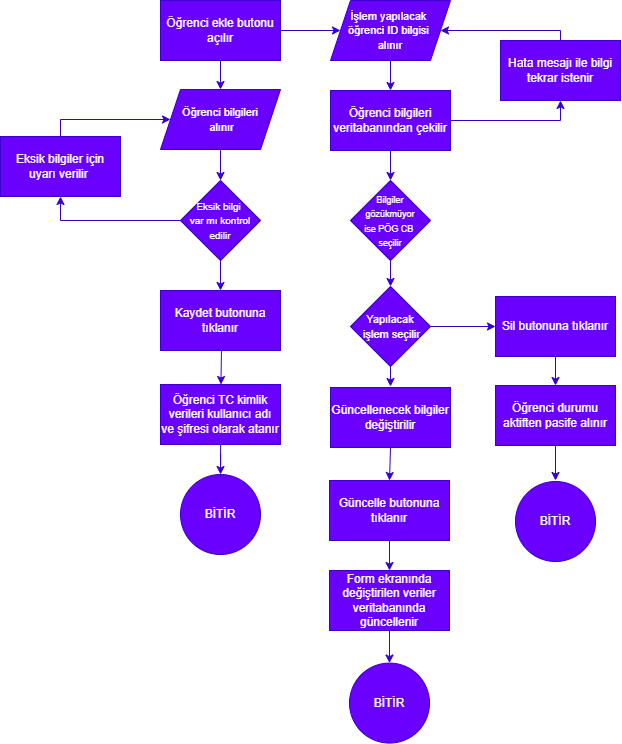 Öğrenci ekle butonu
açılır
İşlem yapılacak
öğrenci ID bilgisi
alınır
Hata mesajı ile bilgi
tekrar istenir
Öğrenci bilgileri
alınır
Öğrenci bilgileri
veritabanından çekilir
Eksik bilgiler için
uyarı verilir
Eksik bilgi
var mı kontrol
edilir
Bilgiler
gözükmüyor
ise PÖG CB
seçilir
Kaydet butonuna
tıklanır
Yapılacak
işlem seçilir
Sil butonuna tıklanır
Öğrenci TC kimlik
verileri kullanıcı adı
ve şifresi olarak atanır
Güncellenecek bilgiler
değiştirilir
Öğrenci durumu
aktiften pasife alınır
BİTİR
Güncelle butonuna
tıklanır
BİTİR
Form ekranında
değiştirilen veriler
veritabanında
güncellenir
BİTİR